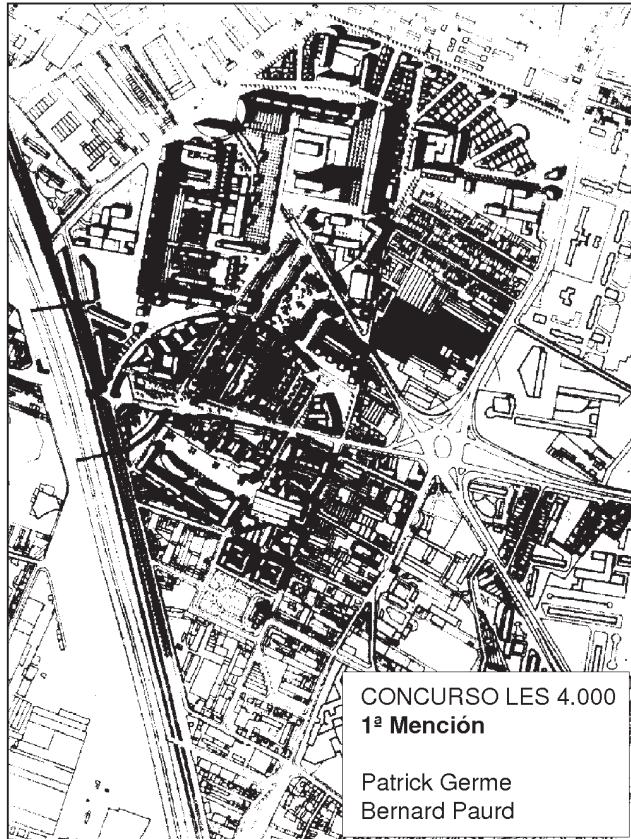 CONCURSO LES 4.000
1ª Mención
Patrick Germe
Bernard Paurd